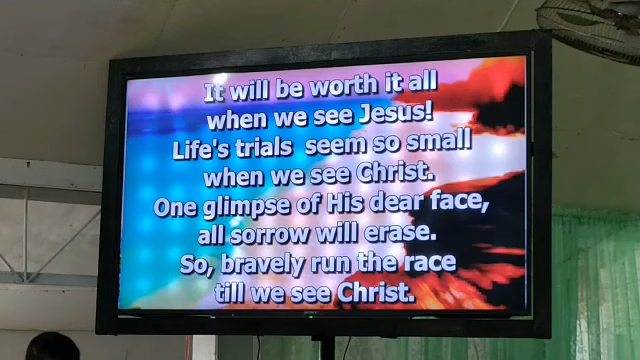 It will be worth it all
when we see Jesus!
Life's trials seem so small
when we see Christ.
One glimpse of His dear face,
all sorrow will erase.
So, bravely run the race
till we see Christ.
SONY